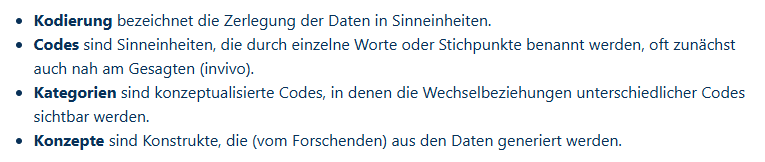 • Kodierung bezeichnet die Zerlegung der Daten in Sinneinheiten.
• Codes sind Sinneinheiten, die durch einzelne Worte oder Stichpunkte benannt werden, oft zunächst
auch nah am Gesagten (invivo).
• Kategorien sind konzeptualisierte Codes, in denen die Wechselbeziehungen unterschiedlicher Codes
sichtbar werden.
• Konzepte sind Konstrukte, die (vom Forschenden) aus den Daten generiert werden.